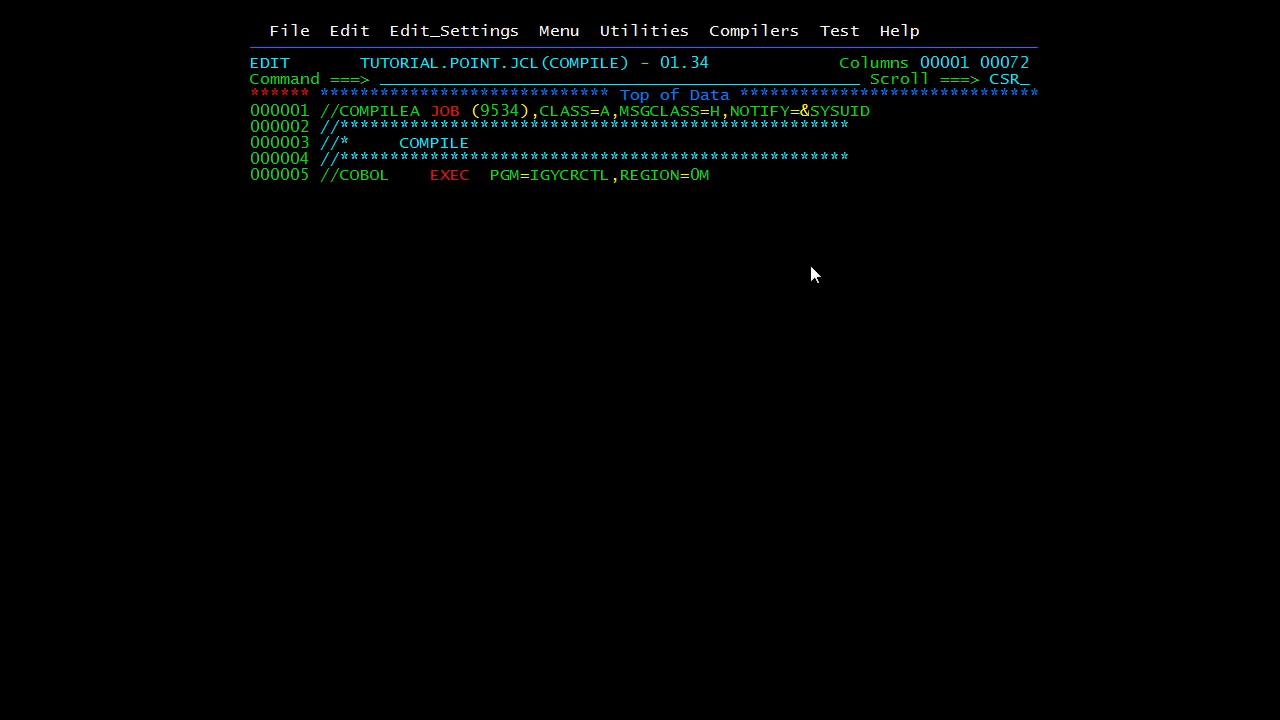 File  Edit  Edit_Settings  Menu  Utilities  Compilers  Test  Help
EDIT       TUTORIAL.POINT.JCL(COMPILE) - 01.34             Columns 00001 00072
Command ===> ________________________________________________ Scroll ===> CSR_
****** ***************************** Top of Data ******************************
000001 //COMPILEA JOB (9534),CLASS=A,MSGCLASS=H,NOTIFY=&SYSUID
000002 //***************************************************
000003 //*     COMPILE
000004 //***************************************************
000005 //COBOL    EXEC  PGM=IGYCRCTL,REGION=0M